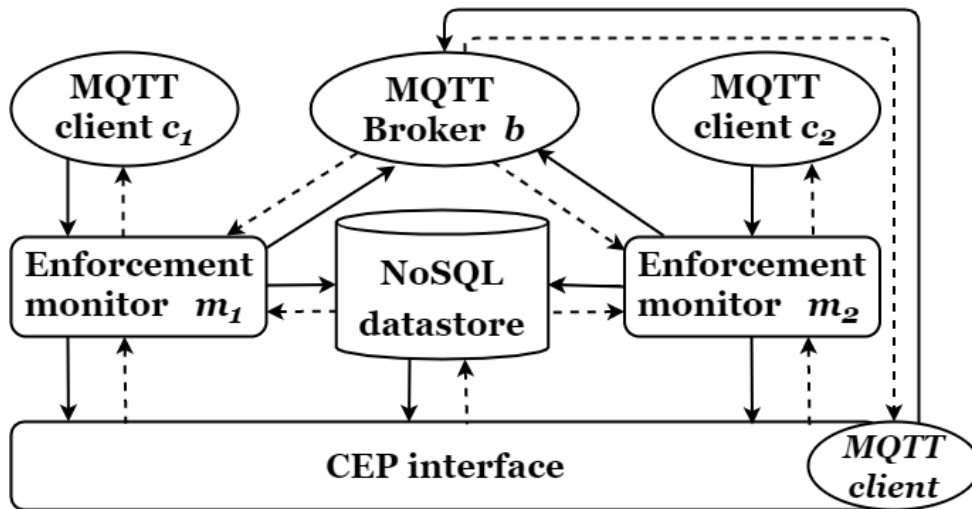 MQTT
client c₁
MQTT
Broker b
MQTT
client c₂
Enforcement
monitor m₁
NoSQL
datastore
Enforcement
monitor m₂
CEP interface
MQTT
client